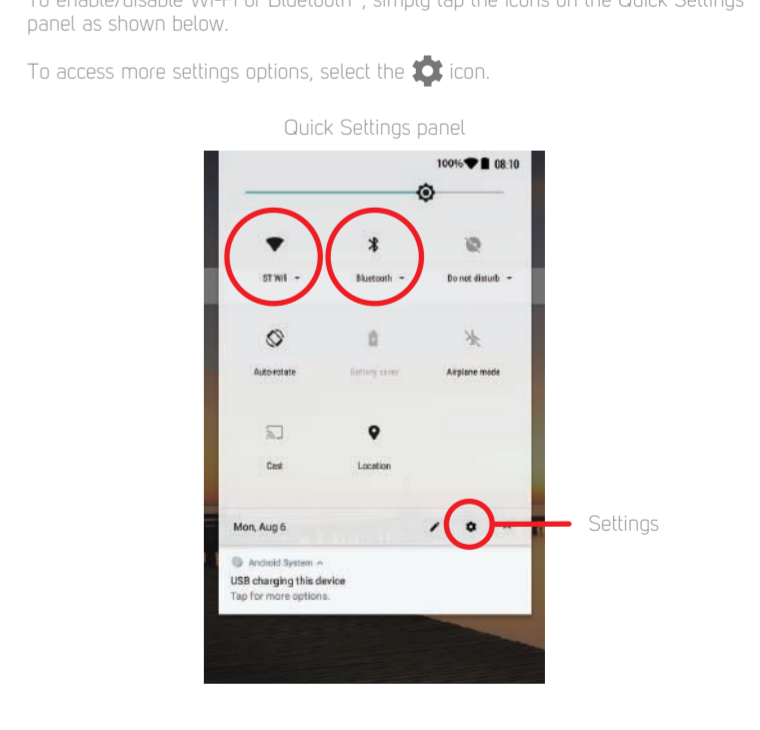 To enable/disable Wi-Fi or Bluetooth , simply tap the icons on the Quick Settings
panel as shown below.
To access more settings options, select the icon.
Quick Settings panel
100% 08:10
ST Wifi Bluetooth Do not disturb
Auto-rotate Battery saver Airplane mode
Cast Location
Mon, Aug 6
Settings
Android System
USB charging this device
Tap for more options.